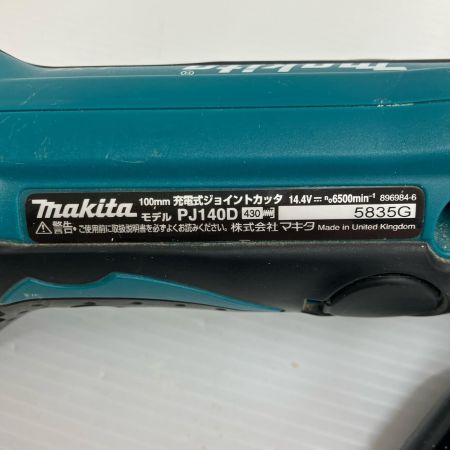 makita
makita
100mm 充電式ジョイントカッタ 14.4V⎓ n₀6500min⁻¹ 896984-6
モデル PJ140D 430 5835G
⚠警告・ご使用前に取扱説明書を必ずよくお読みください。株式会社 マキタ Made in United Kingdom